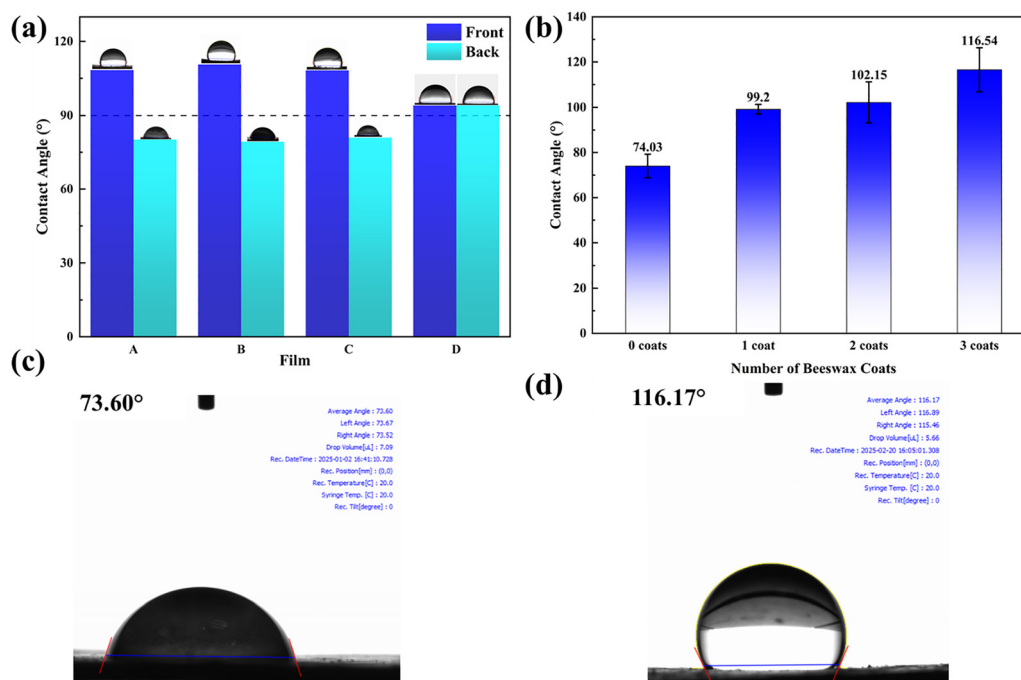 (a)
Contact Angle (°)
120
90
60
30
0
Front
Back
A
B
C
D
Film
(b)
Contact Angle (°)
140
120
100
80
60
40
20
0
74.03
99.2
102.15
116.54
0 coats
1 coat
2 coats
3 coats
Number of Beeswax Coats
(c)
73.60°
Average Angle : 73.60
Left Angle : 73.67
Right Angle : 73.52
Drop Volume[uL] : 7.09
Rec. DateTime : 2025-01-02 16:41:10.728
Rec. Position[mm] : (0,0)
Rec. Temperature[C] : 20.0
Syringe Temp. [C] : 20.0
Rec. Tilt[degree] : 0
(d)
116.17°
Average Angle : 116.17
Left Angle : 116.89
Right Angle : 115.46
Drop Volume[uL] : 5.66
Rec. DateTime : 2025-02-20 16:05:01.308
Rec. Position[mm] : (0,0)
Rec. Temperature[C] : 20.0
Syringe Temp. [C] : 20.0
Rec. Tilt[degree] : 0